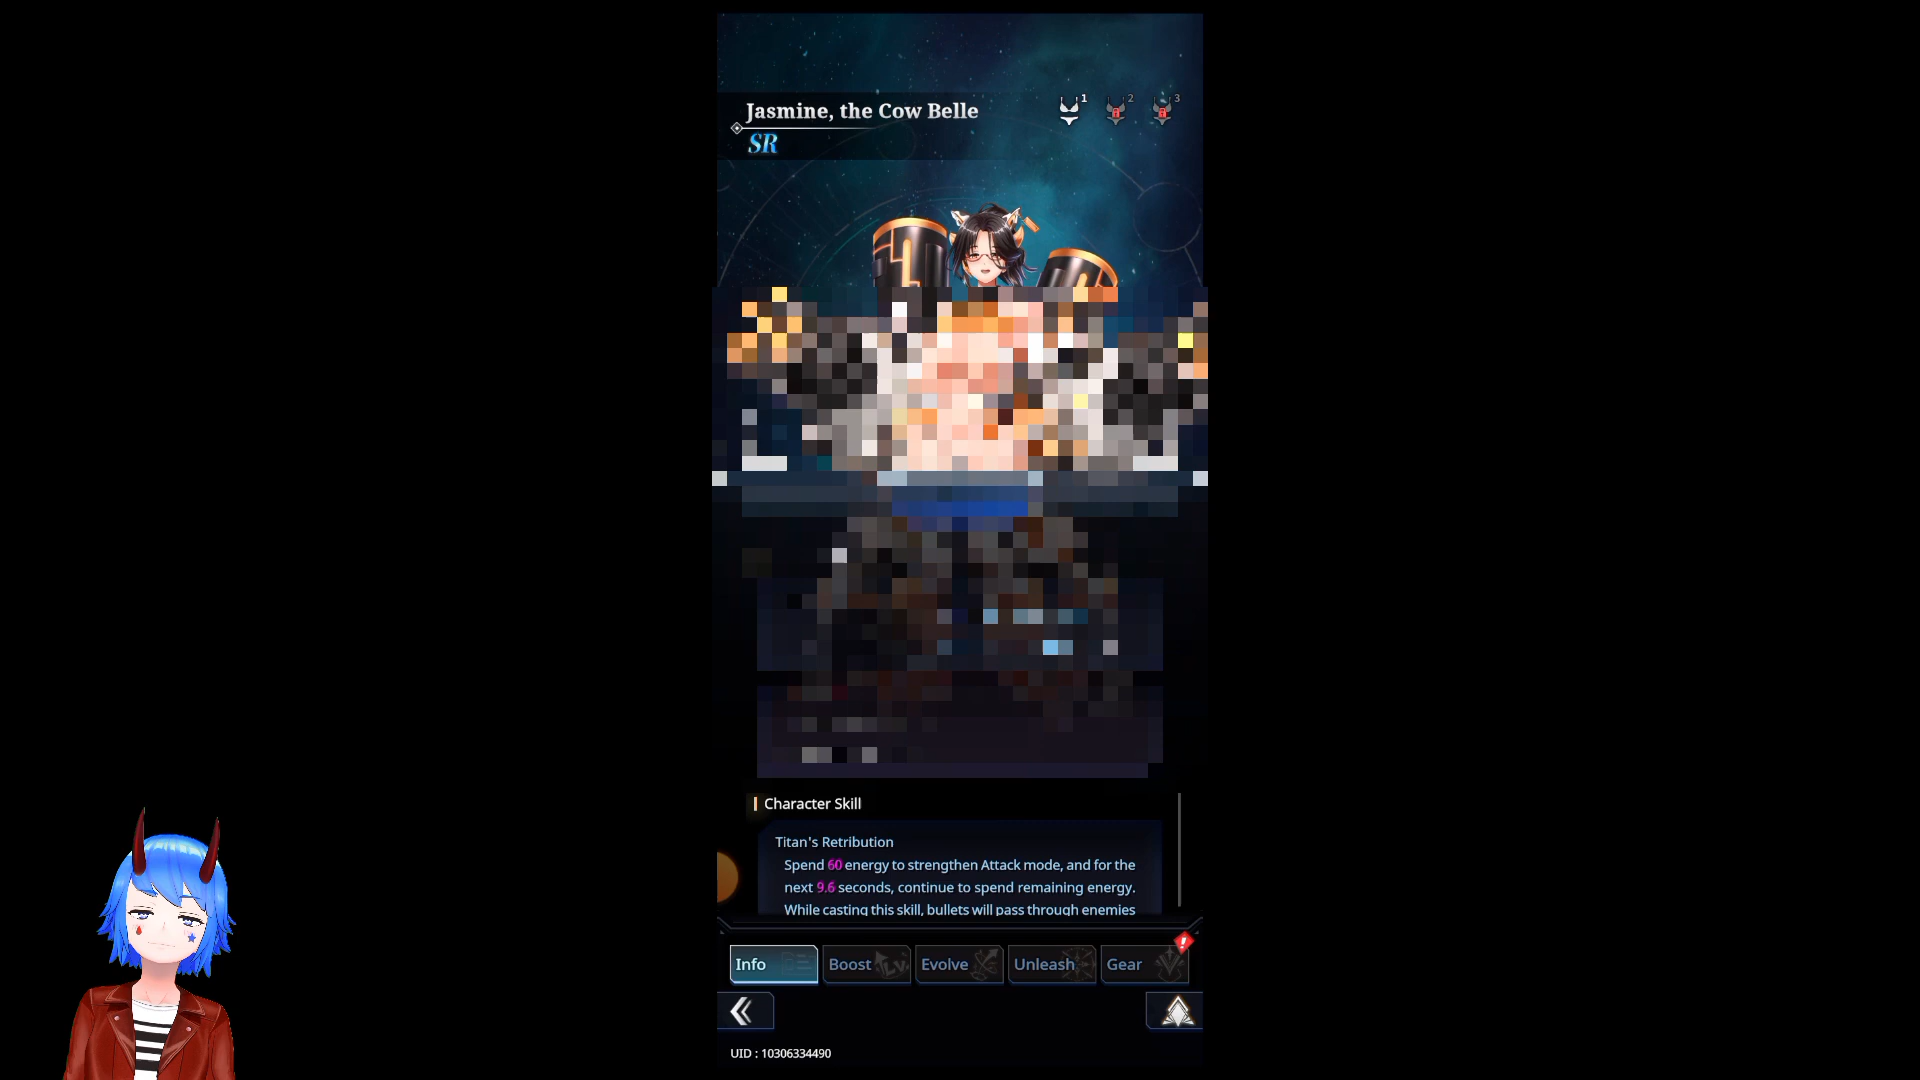 Jasmine, the Cow Belle
1 2 3
SR
Character Skill
Titan's Retribution
Spend 60 energy to strengthen Attack mode, and for the
next 9.6 seconds, continue to spend remaining energy.
While casting this skill, bullets will pass through enemies
Info Boost Lv. Evolve Unleash Gear
UID : 10306334490